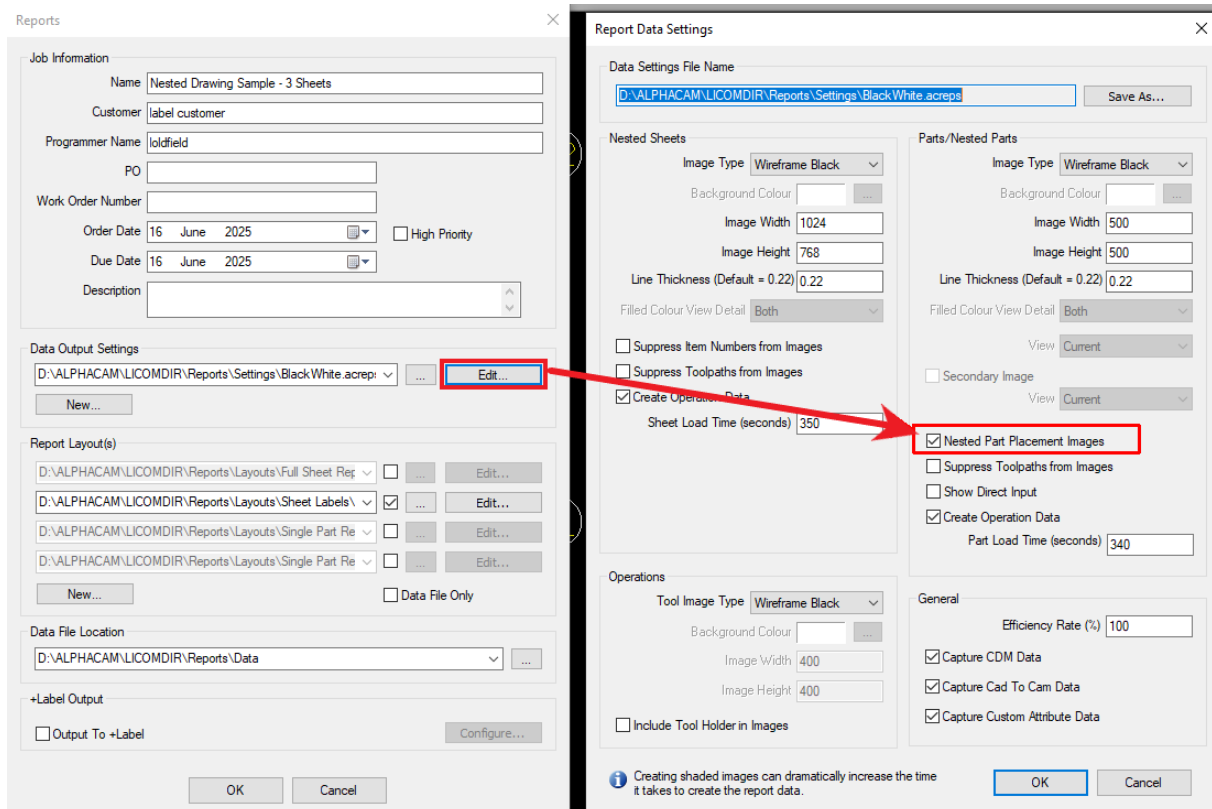 Reports
Job Information
Name Nested Drawing Sample - 3 Sheets
Customer label customer
Programmer Name loldfield
PO
Work Order Number
Order Date 16 June 2025 High Priority
Due Date 16 June 2025
Description
Data Output Settings
D:\ALPHACAM\LICOMDIR\Reports\Settings\BlackWhite.acreps ... Edit...
New...
Report Layout(s)
D:\ALPHACAM\LICOMDIR\Reports\Layouts\Full Sheet Rep ... Edit...
D:\ALPHACAM\LICOMDIR\Reports\Layouts\Sheet Labels\ ... Edit...
D:\ALPHACAM\LICOMDIR\Reports\Layouts\Single Part Re ... Edit...
D:\ALPHACAM\LICOMDIR\Reports\Layouts\Single Part Re ... Edit...
New... Data File Only
Data File Location
D:\ALPHACAM\LICOMDIR\Reports\Data ...
+Label Output
Output To +Label Configure...
OK Cancel
Report Data Settings
Data Settings File Name
D:\ALPHACAM\LICOMDIR\Reports\Settings\BlackWhite.acreps Save As...
Nested Sheets
Image Type Wireframe Black
Background Colour ...
Image Width 1024
Image Height 768
Line Thickness (Default = 0.22) 0.22
Filled Colour View Detail Both
Suppress Item Numbers from Images
Suppress Toolpaths from Images
Create Operation Data
Sheet Load Time (seconds) 350
Parts/Nested Parts
Image Type Wireframe Black
Background Colour ...
Image Width 500
Image Height 500
Line Thickness (Default = 0.22) 0.22
Filled Colour View Detail Both
View Current
Secondary Image
View Current
Nested Part Placement Images
Suppress Toolpaths from Images
Show Direct Input
Create Operation Data
Part Load Time (seconds) 340
Operations
Tool Image Type Wireframe Black
Background Colour ...
Image Width 400
Image Height 400
Include Tool Holder in Images
General
Efficiency Rate (%) 100
Capture CDM Data
Capture Cad To Cam Data
Capture Custom Attribute Data
Creating shaded images can dramatically increase the time
it takes to create the report data.
OK Cancel